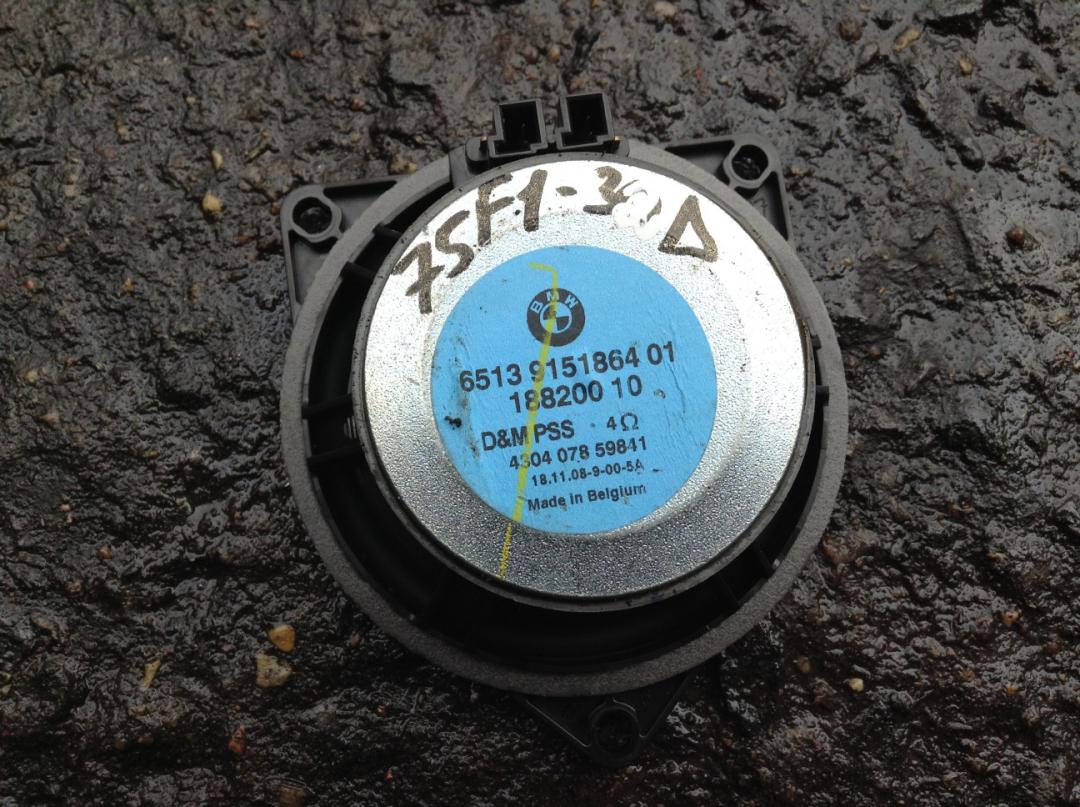 7SF1-
BMW
6513 9151864 01
188200 10
D&M PSS 4Ω
4304 078 59841
18.11.08-9-00-5A
Made in Belgium